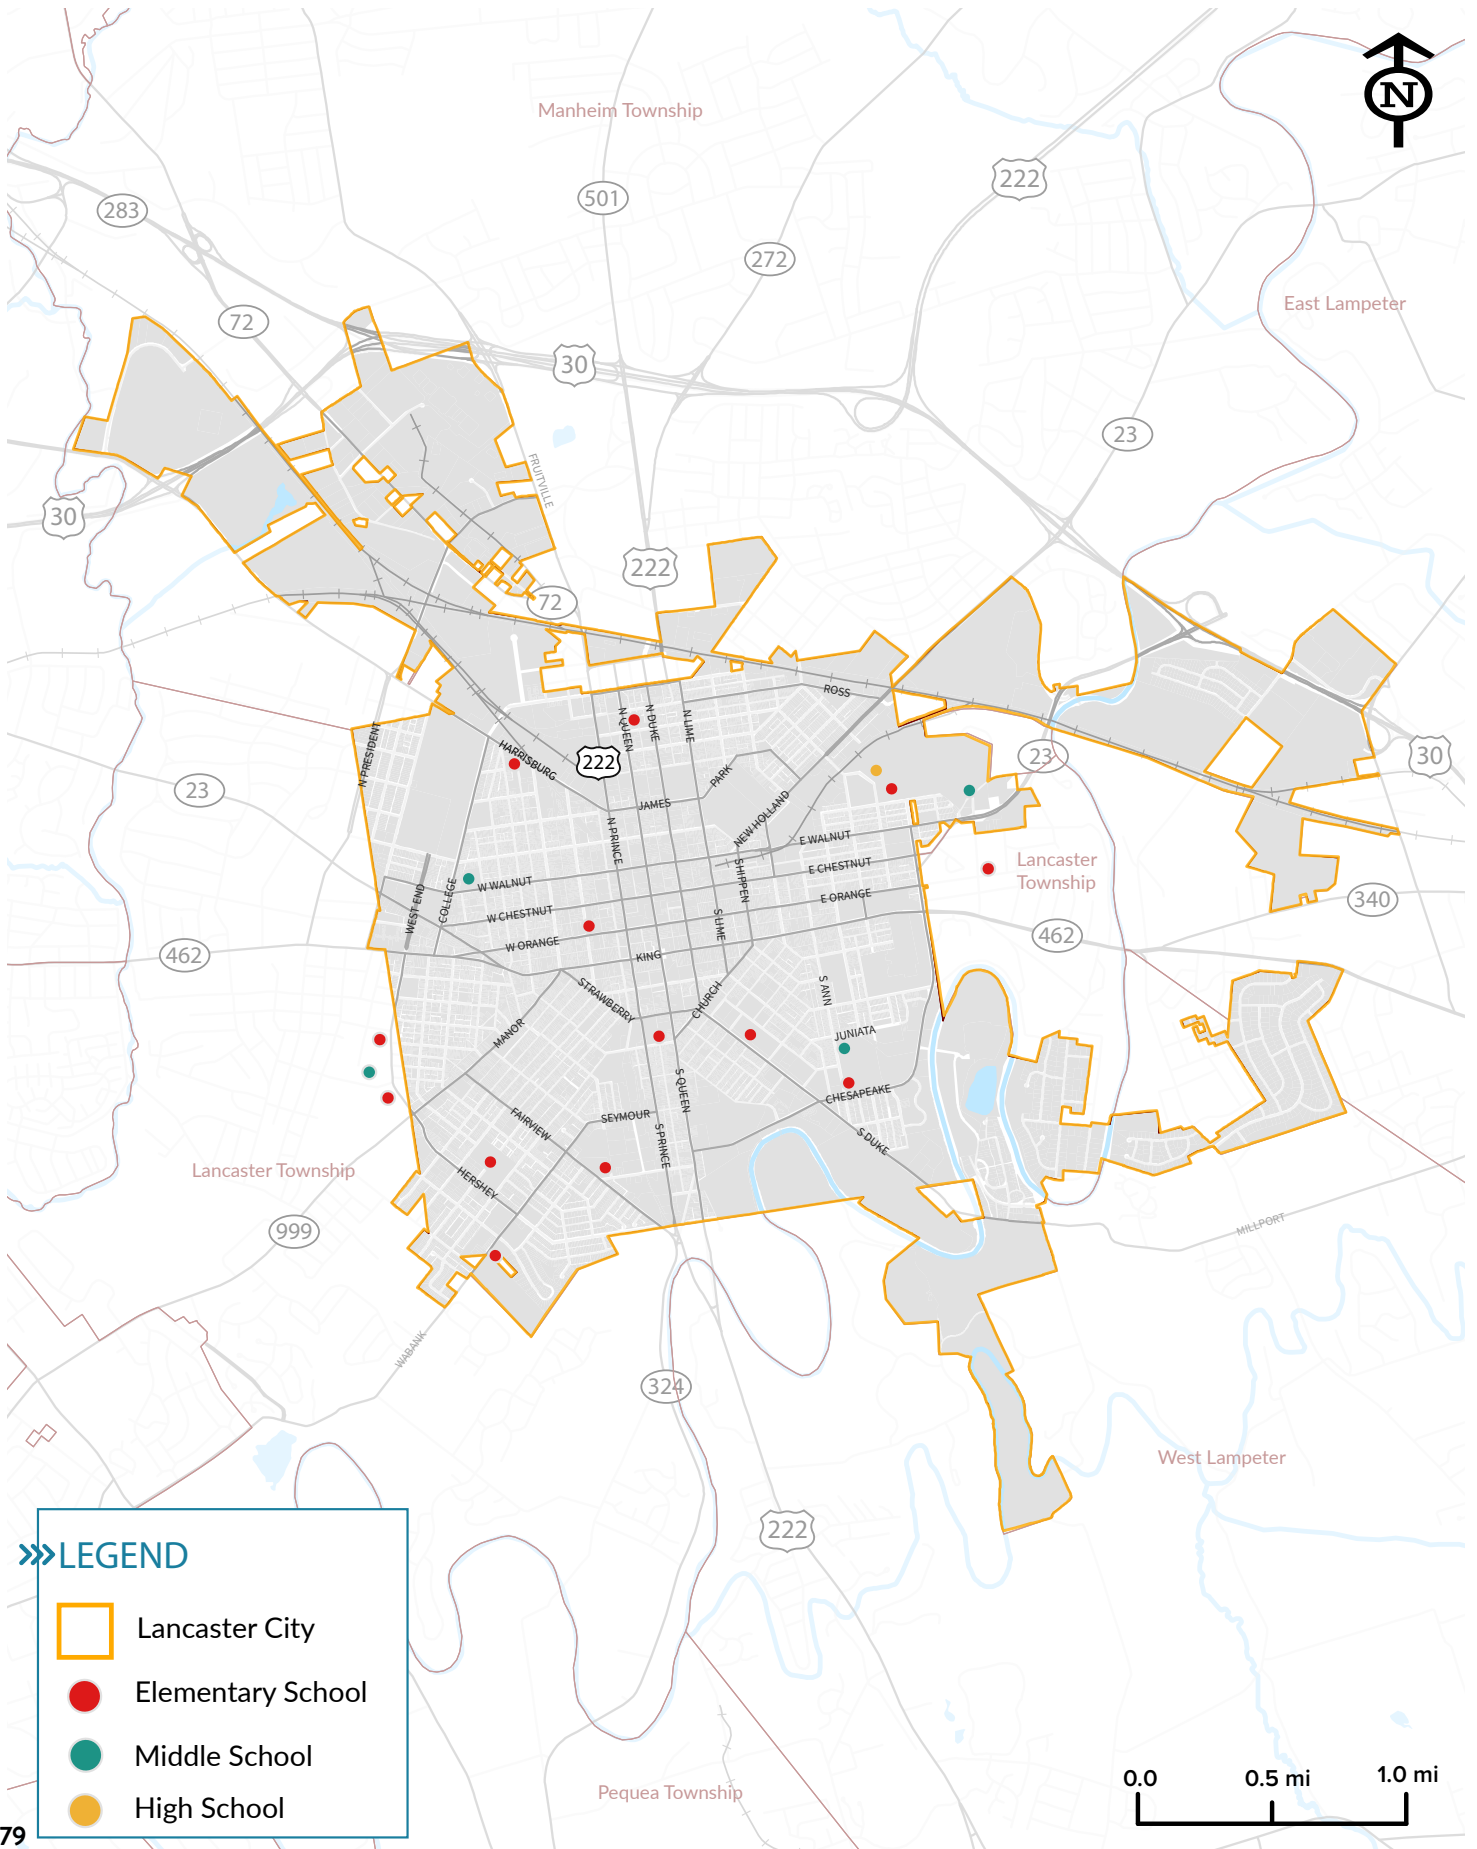 N
Manheim Township
222
501
283
272
East Lampeter
72
30
23
FRUITVILLE
30
222
72
ROSS
N QUEEN
N DUKE
N LIME
N PRESIDENT
HARRISBURG
222
23
30
PARK
23
JAMES
NEW HOLLAND
N PRINCE
E WALNUT
Lancaster
Township
E CHESTNUT
SHIPPEN
W WALNUT
E ORANGE
340
WEST END
COLLEGE
W CHESTNUT
S LIME
462
W ORANGE
462
KING
STRAWBERRY
CHURCH
S ANN
MANOR
JUNIATA
S QUEEN
CHESAPEAKE
FAIRVIEW
SEYMOUR
S PRINCE
S DUKE
Lancaster Township
HERSHEY
999
MILLPORT
WABANK
324
West Lampeter
222
LEGEND
Lancaster City
Elementary School
Middle School
High School
Pequea Township
0.0
0.5 mi
1.0 mi
79